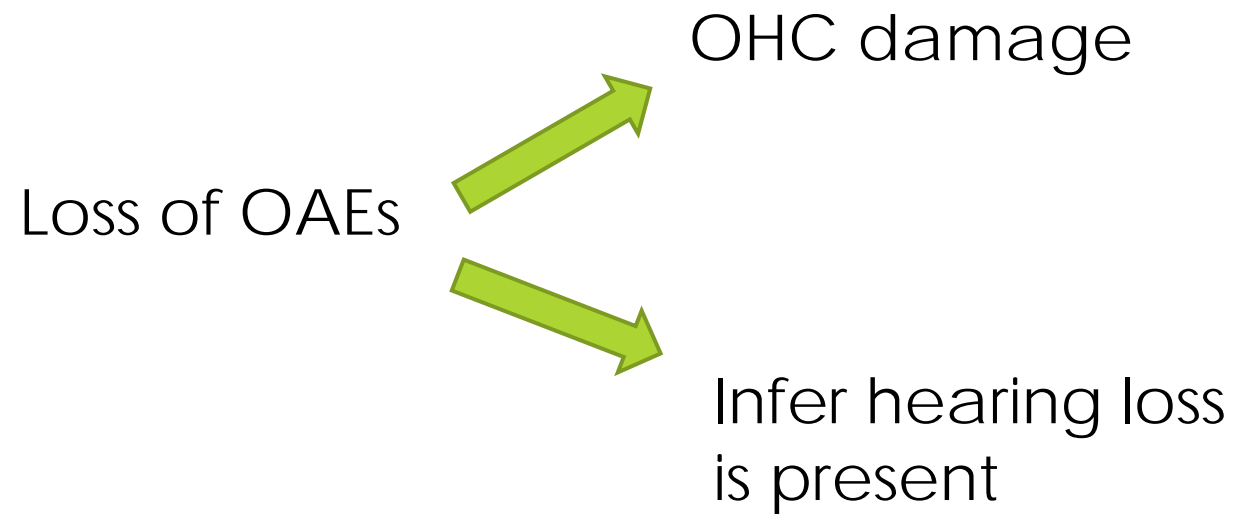 OHC damage
Loss of OAEs
Infer hearing loss
is present